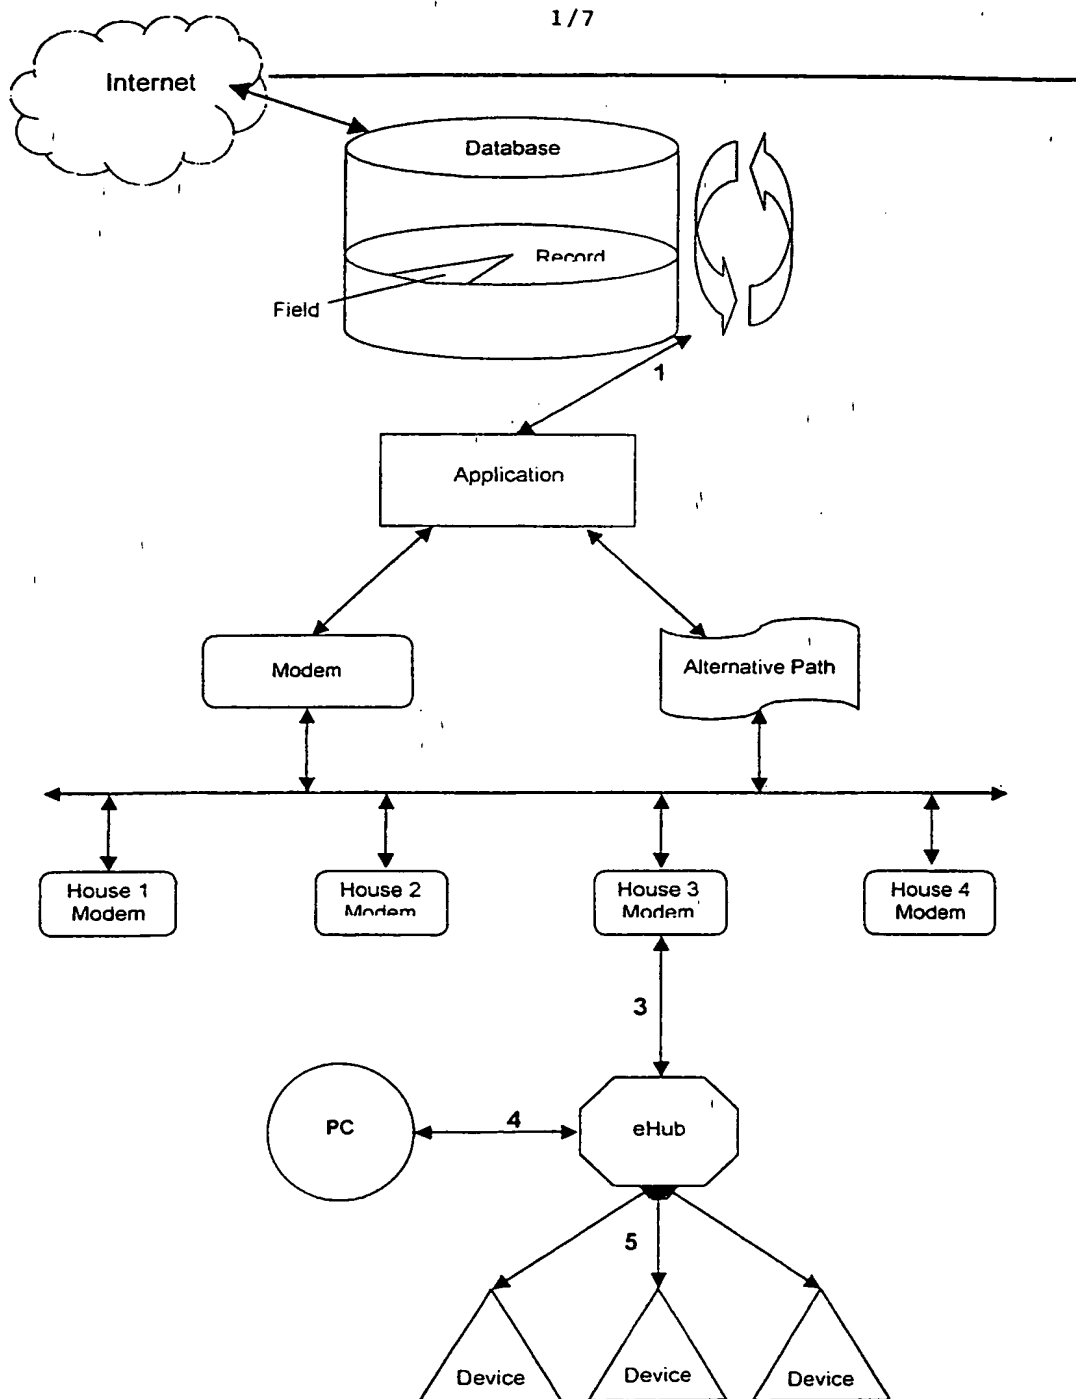 1/7
Internet
Database
Record
Field
1
Application
Modem
Alternative Path
House 1
Modem
House 2
Modem
House 3
Modem
House 4
Modem
3
PC
4
eHub
5
Device
Device
Device